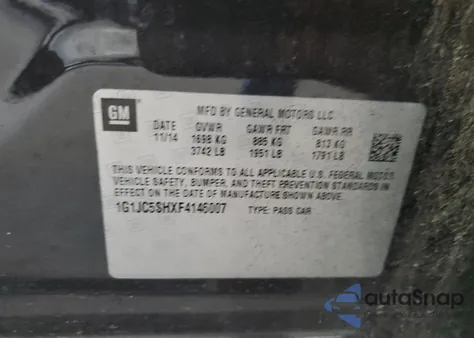 GM
MFD BY GENERAL MOTORS LLC
DATE GVWR GAWR FRT GAWR RR
11/14 1698 KG 885 KG 813 KG
3742 LB 1951 LB 1791 LB
THIS VEHICLE CONFORMS TO ALL APPLICABLE U.S. FEDERAL MOTOR
VEHICLE SAFETY, BUMPER, AND THEFT PREVENTION STANDARDS IN
EFFECT ON THE DATE OF MANUFACTURE SHOWN ABOVE.
1G1JC5SHXF4146007 TYPE: PASS CAR
autoSnap